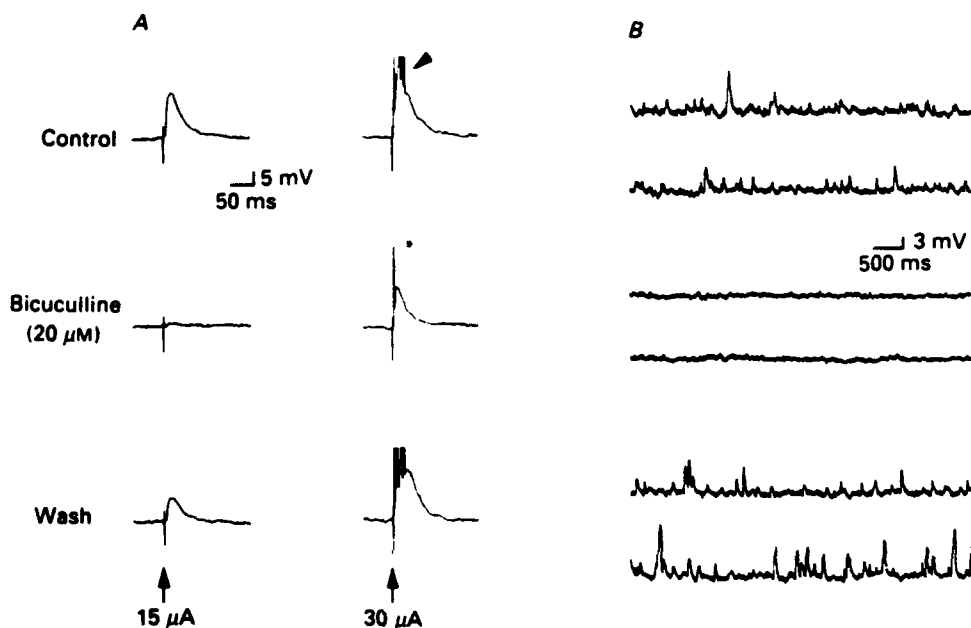 A
B
Control
5 mV
50 ms
3 mV
500 ms
Bicuculline
(20 μM)
Wash
15 μA
30 μA